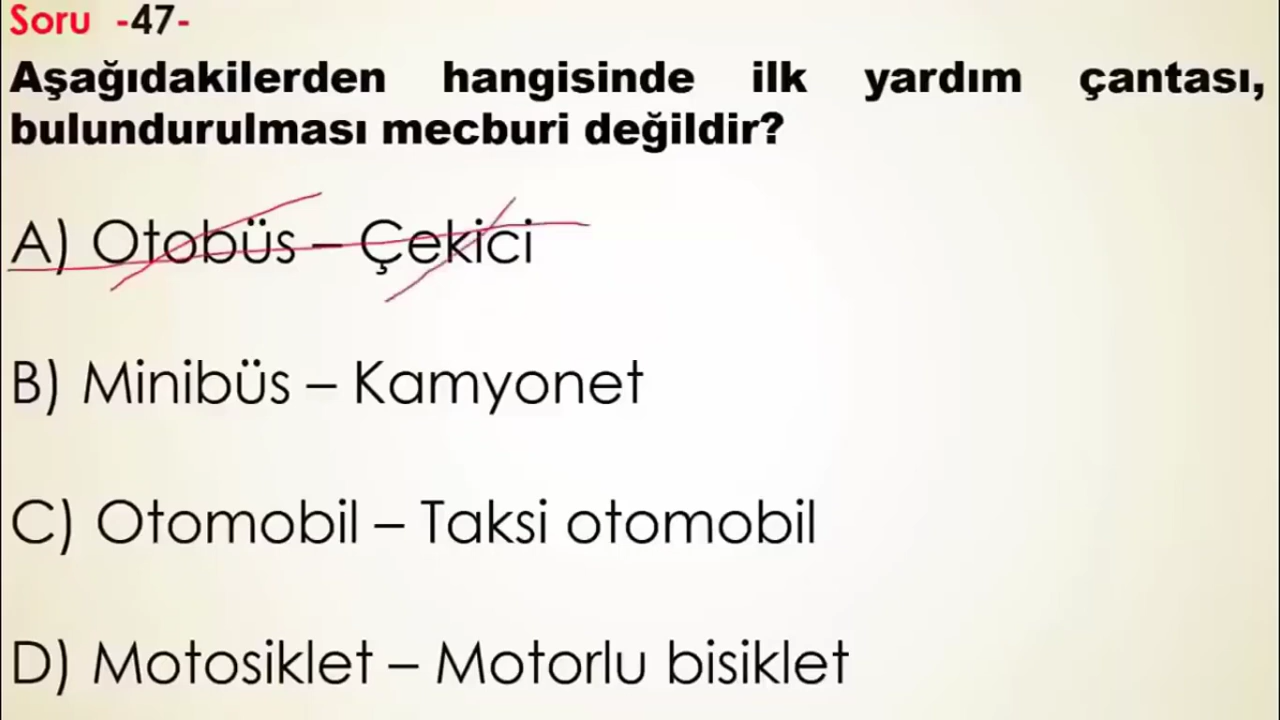 Soru -47-
Aşağıdakilerden hangisinde ilk yardım çantası,
bulundurulması mecburi değildir?
A) Otobüs – Çekici
B) Minibüs – Kamyonet
C) Otomobil – Taksi otomobil
D) Motosiklet – Motorlu bisiklet